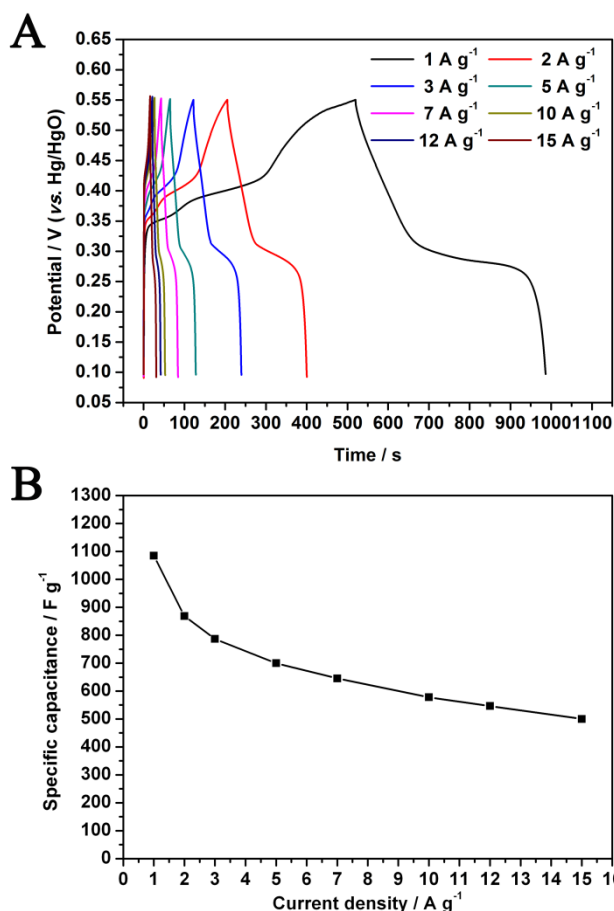 A
0.65
0.60
0.55
0.50
0.45
0.40
0.35
0.30
0.25
0.20
0.15
0.10
0.05
Potential / V (vs. Hg/HgO)
1 A g⁻¹ 2 A g⁻¹
3 A g⁻¹ 5 A g⁻¹
7 A g⁻¹ 10 A g⁻¹
12 A g⁻¹ 15 A g⁻¹
0 100 200 300 400 500 600 700 800 900 1000 1100
Time / s
B
1300
1200
1100
1000
900
800
700
600
500
400
300
200
100
0
Specific capacitance / F g⁻¹
0 1 2 3 4 5 6 7 8 9 10 11 12 13 14 15 16
Current density / A g⁻¹